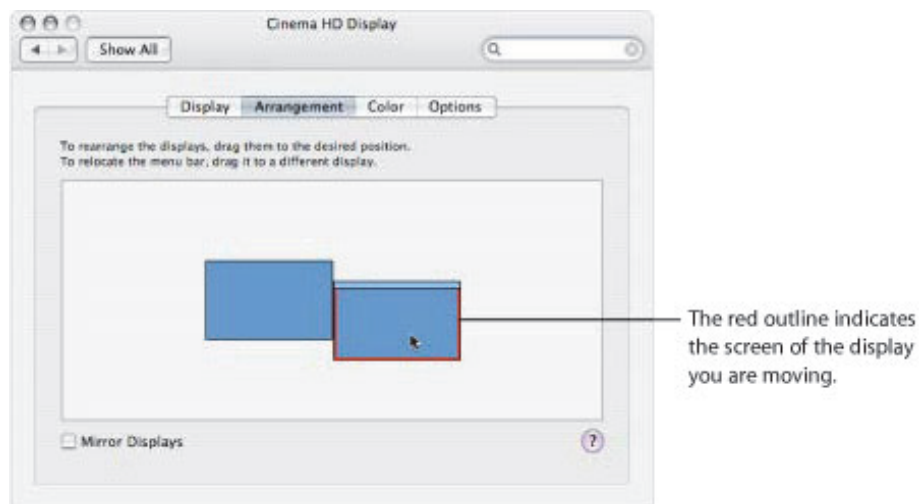 Cinema HD Display
Show All
Display Arrangement Color Options
To rearrange the displays, drag them to the desired position.
To relocate the menu bar, drag it to a different display.
The red outline indicates
the screen of the display
you are moving.
Mirror Displays
?